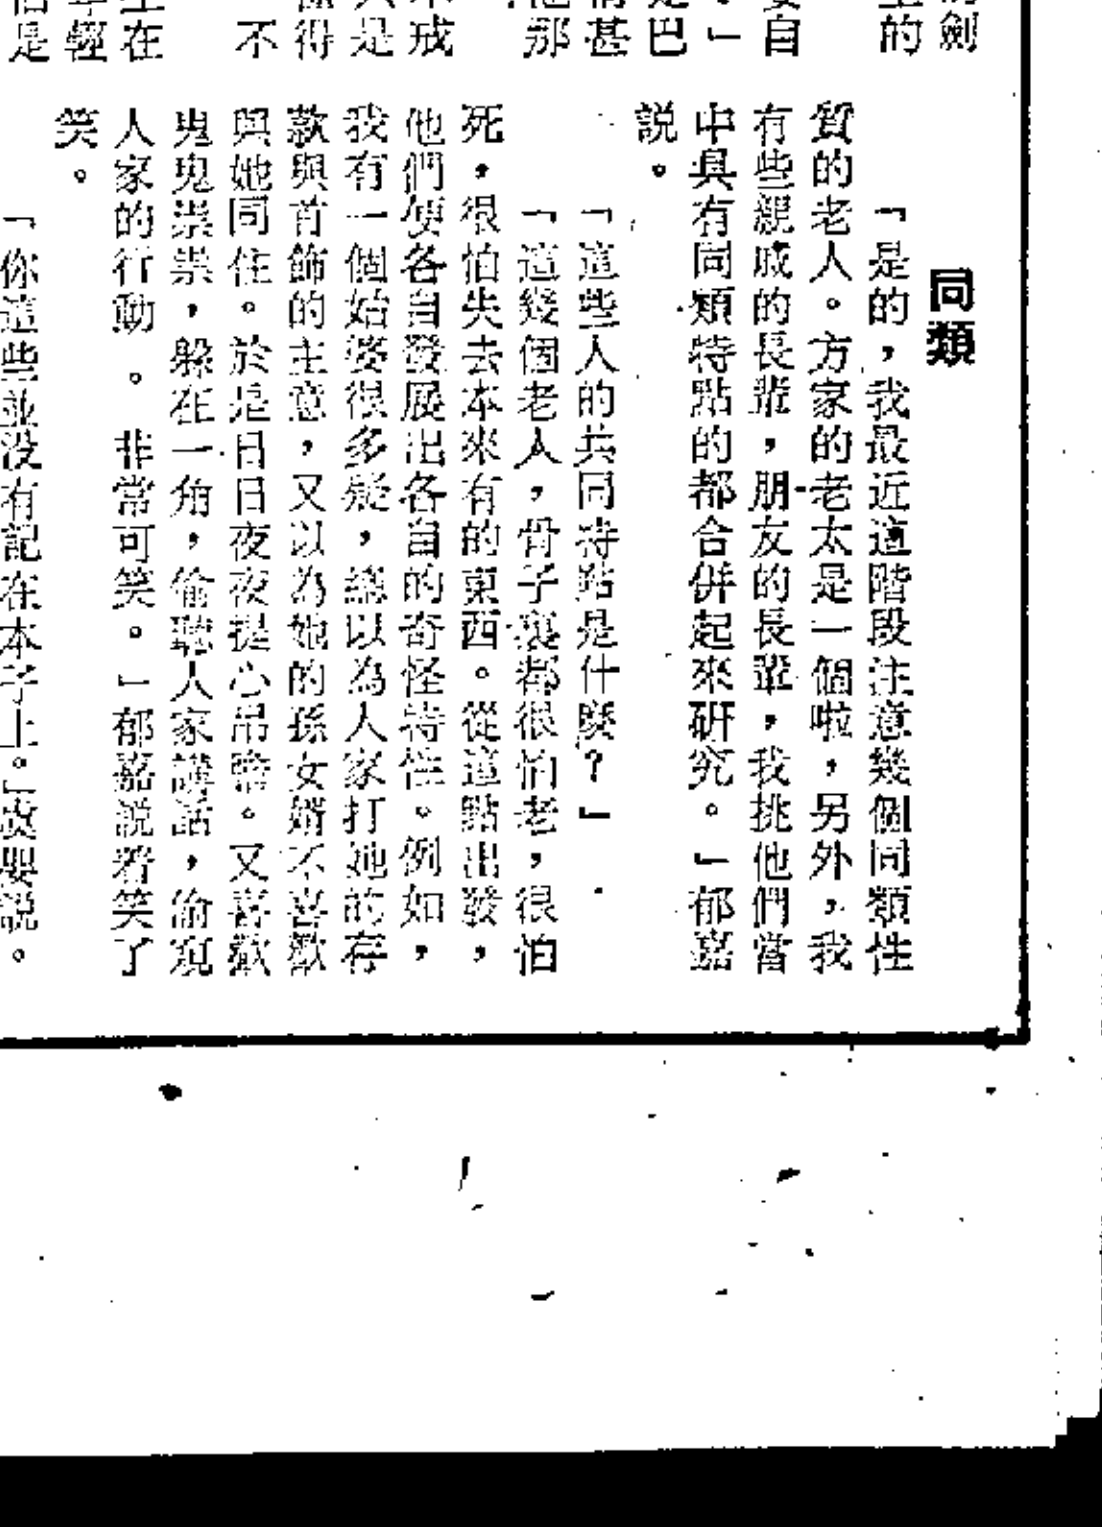 同類
「是的，我最近這階段注意幾個同類性
質的老人。方家的老太是一個啦，另外，我
有些親戚的長輩，朋友的長輩，我挑他們當
中具有同類特點的都合併起來研究。」郁嘉
説。
「這些人的共同特點是什麼？」
「這幾個老人，骨子裏都很怕老，很怕
死，很怕失去本來有的東西。從這點出發，
他們便各自發展出各自的奇怪特性。例如，
我有一個姑婆很多疑，總以為人家打她的存
款與首飾的主意，又以為她的孫女婿不喜歡
與她同住。於是日日夜夜提心吊膽。又喜歡
鬼鬼祟祟，躲在一角，偷聽人家講話，偷窺
人家的行動。非常可笑。」郁嘉説着笑了
笑。
「你這些並没有記在本子上。」虞嬰説。